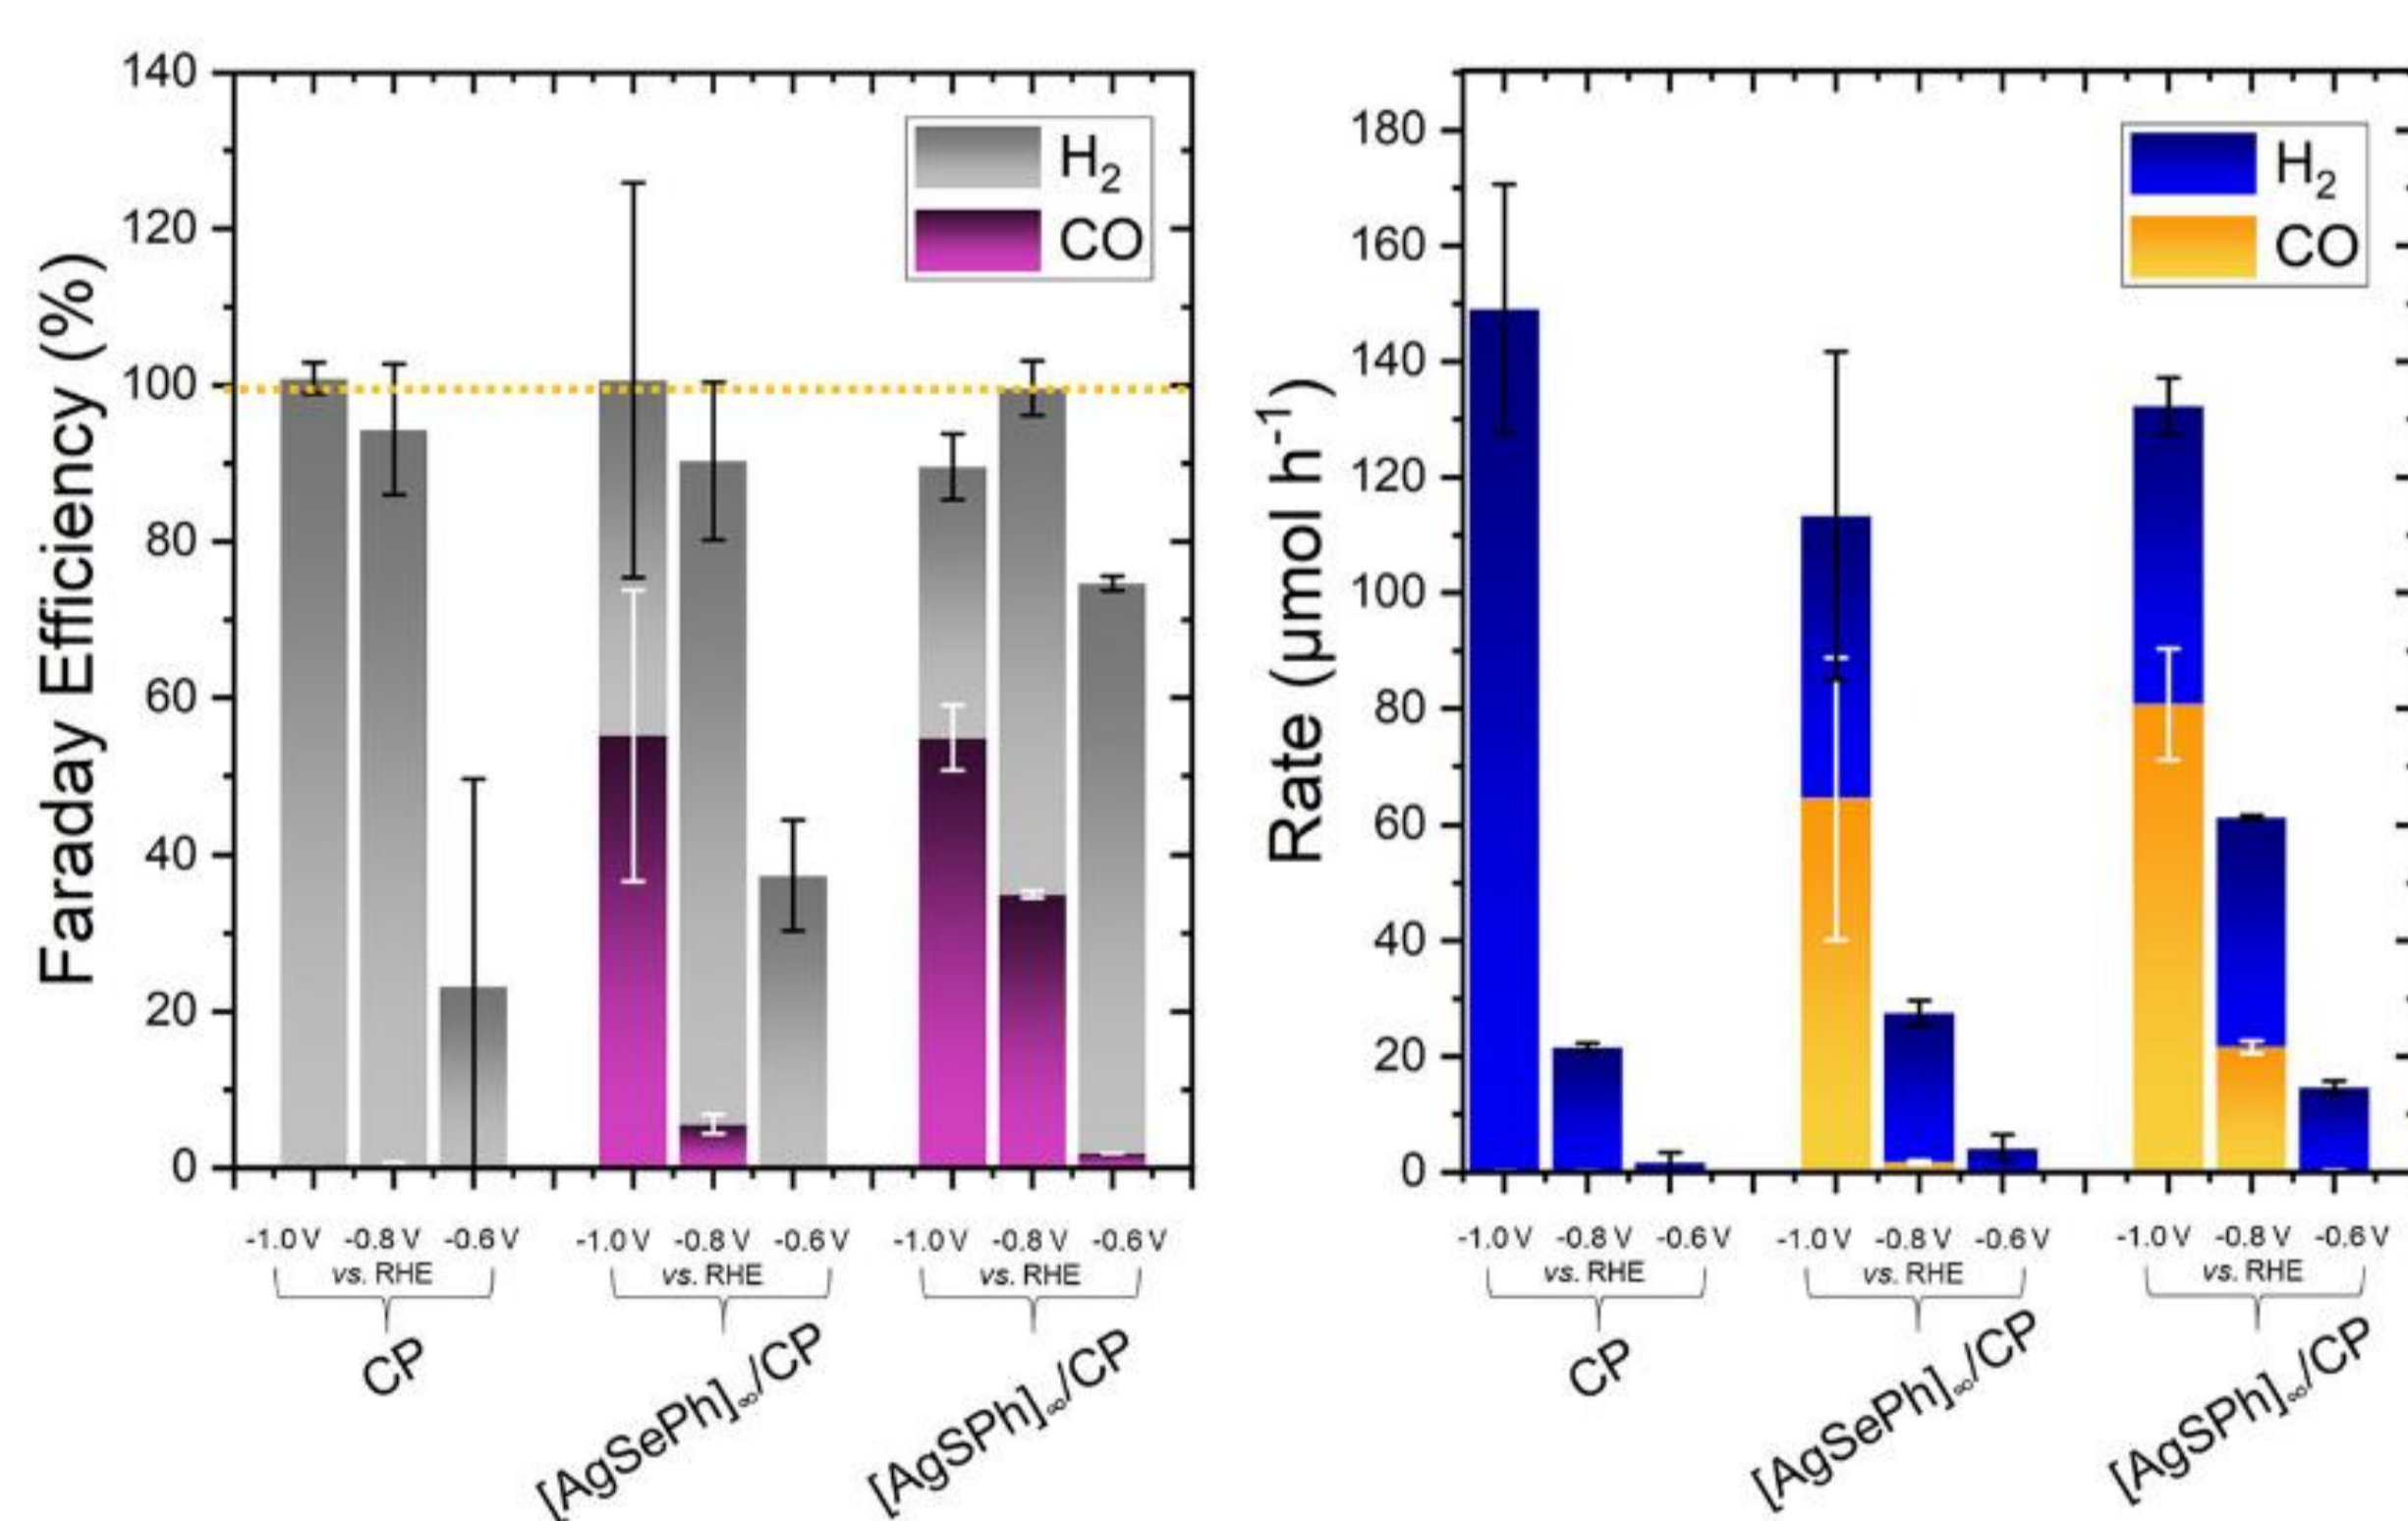 Faraday Efficiency (%)
140
120
100
80
60
40
20
0
H2
CO
-1.0 V -0.8 V -0.6 V
vs. RHE
CP
-1.0 V -0.8 V -0.6 V
vs. RHE
[AgSePh]∞/CP
-1.0 V -0.8 V -0.6 V
vs. RHE
[AgSPh]∞/CP
Rate (µmol h-1)
180
160
140
120
100
80
60
40
20
0
H2
CO
-1.0 V -0.8 V -0.6 V
vs. RHE
CP
-1.0 V -0.8 V -0.6 V
vs. RHE
[AgSePh]∞/CP
-1.0 V -0.8 V -0.6 V
vs. RHE
[AgSPh]∞/CP